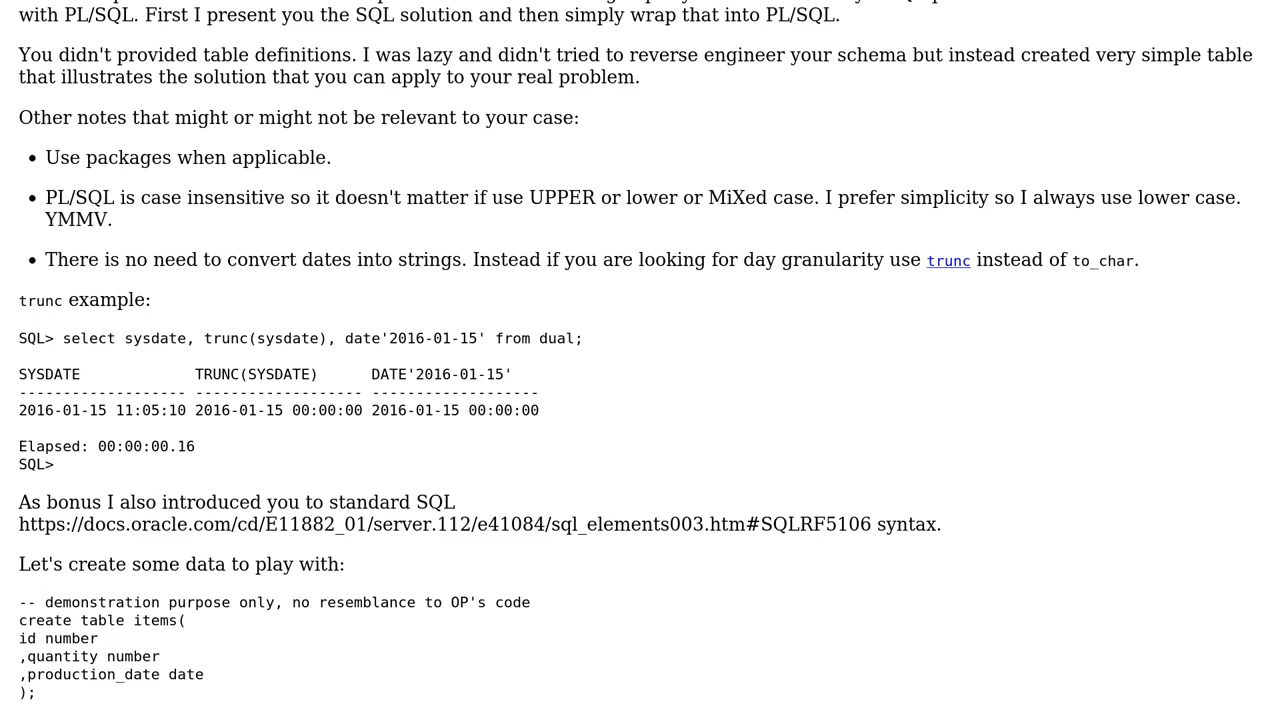 with PL/SQL. First I present you the SQL solution and then simply wrap that into PL/SQL.
You didn't provided table definitions. I was lazy and didn't tried to reverse engineer your schema but instead created very simple table
that illustrates the solution that you can apply to your real problem.
Other notes that might or might not be relevant to your case:
• Use packages when applicable.
• PL/SQL is case insensitive so it doesn't matter if use UPPER or lower or MiXed case. I prefer simplicity so I always use lower case.
YMMV.
• There is no need to convert dates into strings. Instead if you are looking for day granularity use trunc instead of to_char.
trunc example:
SQL> select sysdate, trunc(sysdate), date'2016-01-15' from dual;
SYSDATE             TRUNC(SYSDATE)      DATE'2016-01-15'
------------------- ------------------- -------------------
2016-01-15 11:05:10 2016-01-15 00:00:00 2016-01-15 00:00:00
Elapsed: 00:00:00.16
SQL>
As bonus I also introduced you to standard SQL
https://docs.oracle.com/cd/E11882_01/server.112/e41084/sql_elements003.htm#SQLRF5106 syntax.
Let's create some data to play with:
-- demonstration purpose only, no resemblance to OP's code
create table items(
id number
,quantity number
,production_date date
);